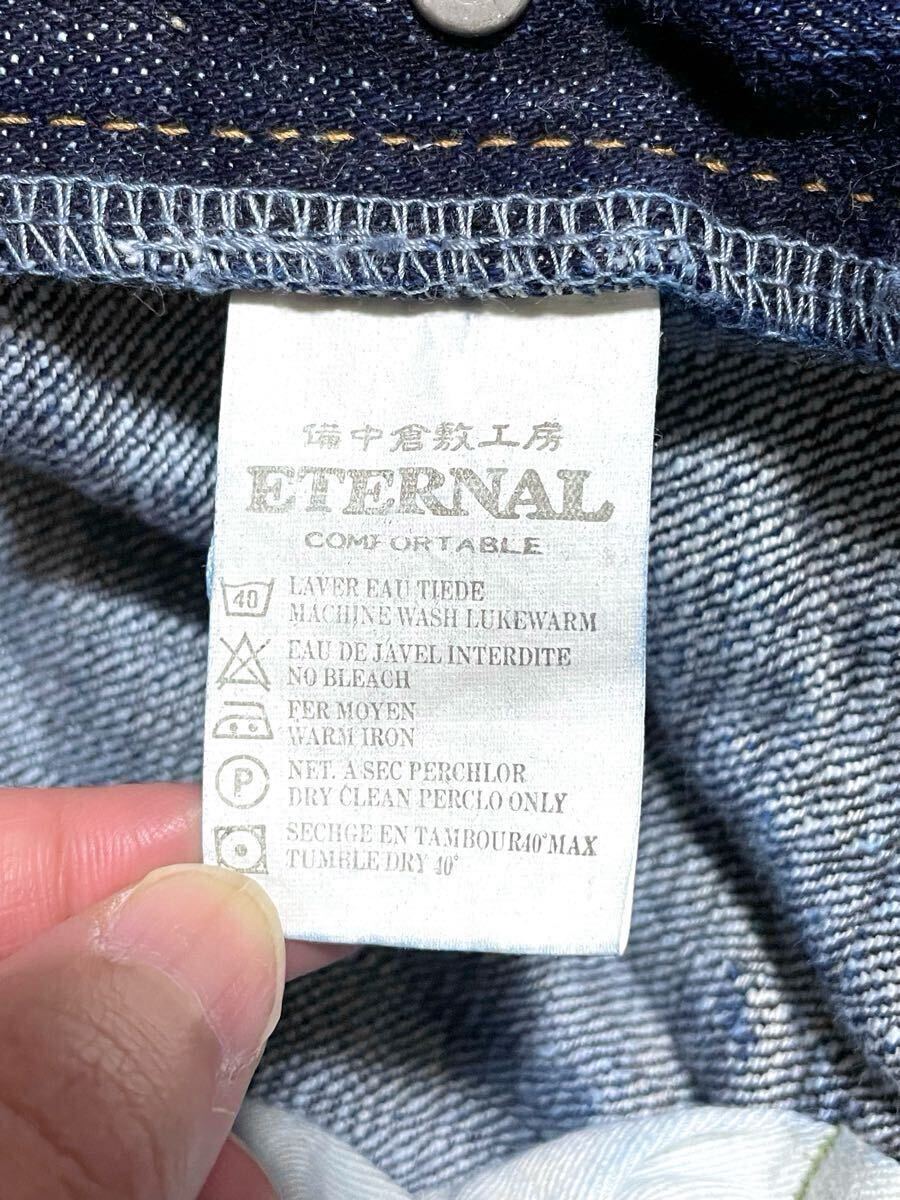 備中倉敷工房
ETERNAL
COMFORTABLE
40
LAVER EAU TIEDE
MACHINE WASH LUKEWARM
EAU DE JAVEL INTERDITE
NO BLEACH
FER MOYEN
WARM IRON
P
NET. A SEC PERCHLOR
DRY CLEAN PERCLO ONLY
SECHGE EN TAMBOUR40°MAX
TUMBLE DRY 40°